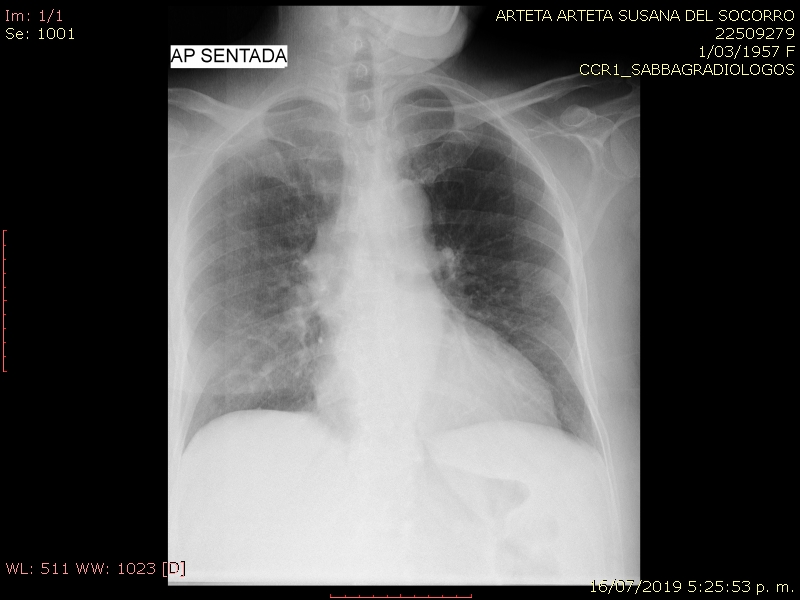 Im: 1/1
Se: 1001
ARTETA ARTETA SUSANA DEL SOCORRO
22509279
1/03/1957 F
CCR1_SABBAGRADIOLOGOS
AP SENTADA
WL: 511 WW: 1023 [D]
16/07/2019 5:25:53 p. m.